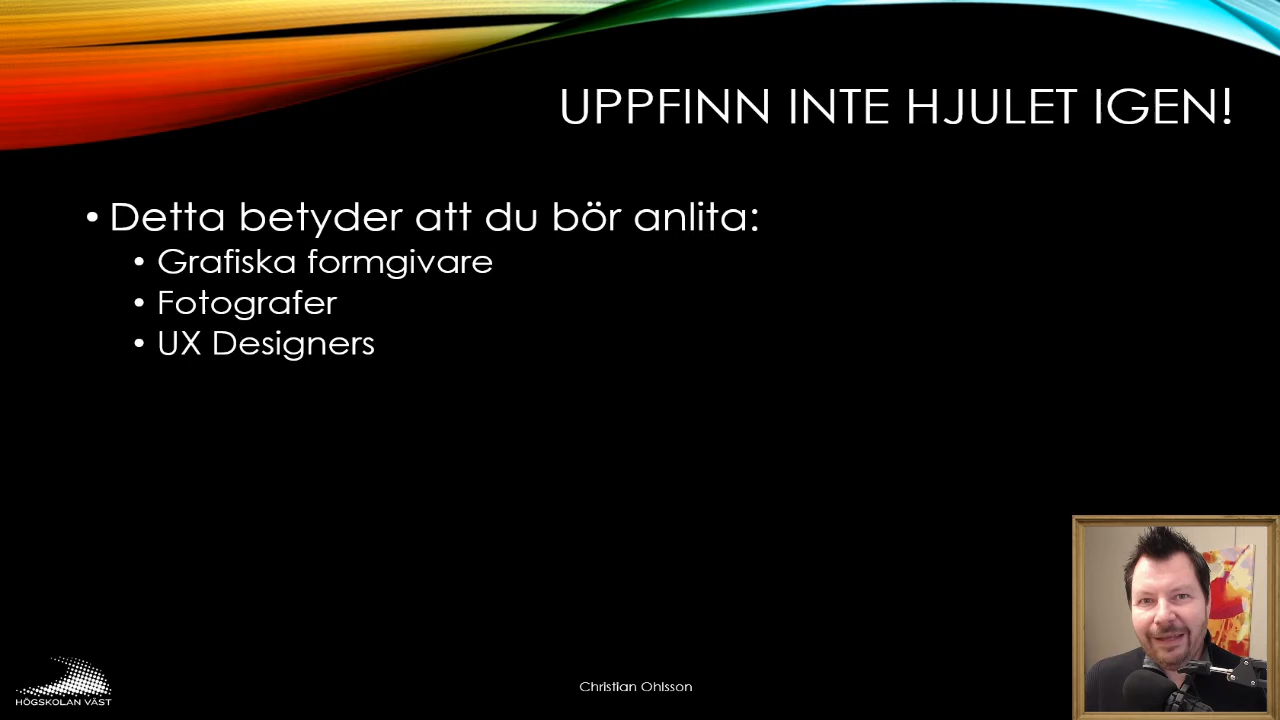 UPPFINN INTE HJULET IGEN!
• Detta betyder att du bör anlita:
• Grafiska formgivare
• Fotografer
• UX Designers
HÖGSKOLAN VÄST
Christian Ohlsson